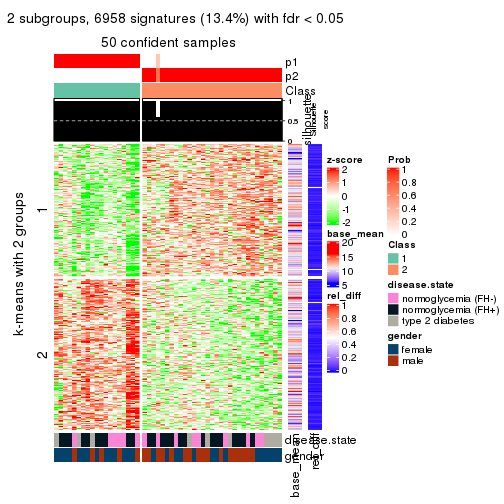 2 subgroups, 6958 signatures (13.4%) with fdr < 0.05
50 confident samples
p1
p2
Class
silhouette
1
0.5
0
silhouette
score
k-means with 2 groups
1
2
z-score
2
1
0
-1
-2
base_mean
20
15
10
5
rel_diff
1
0.8
0.6
0.4
0.2
0
Prob
1
0.8
0.6
0.4
0.2
0
Class
1
2
disease.state
normoglycemia (FH-)
normoglycemia (FH+)
type 2 diabetes
gender
female
male
disease.state
gender
base_mean
rel_diff